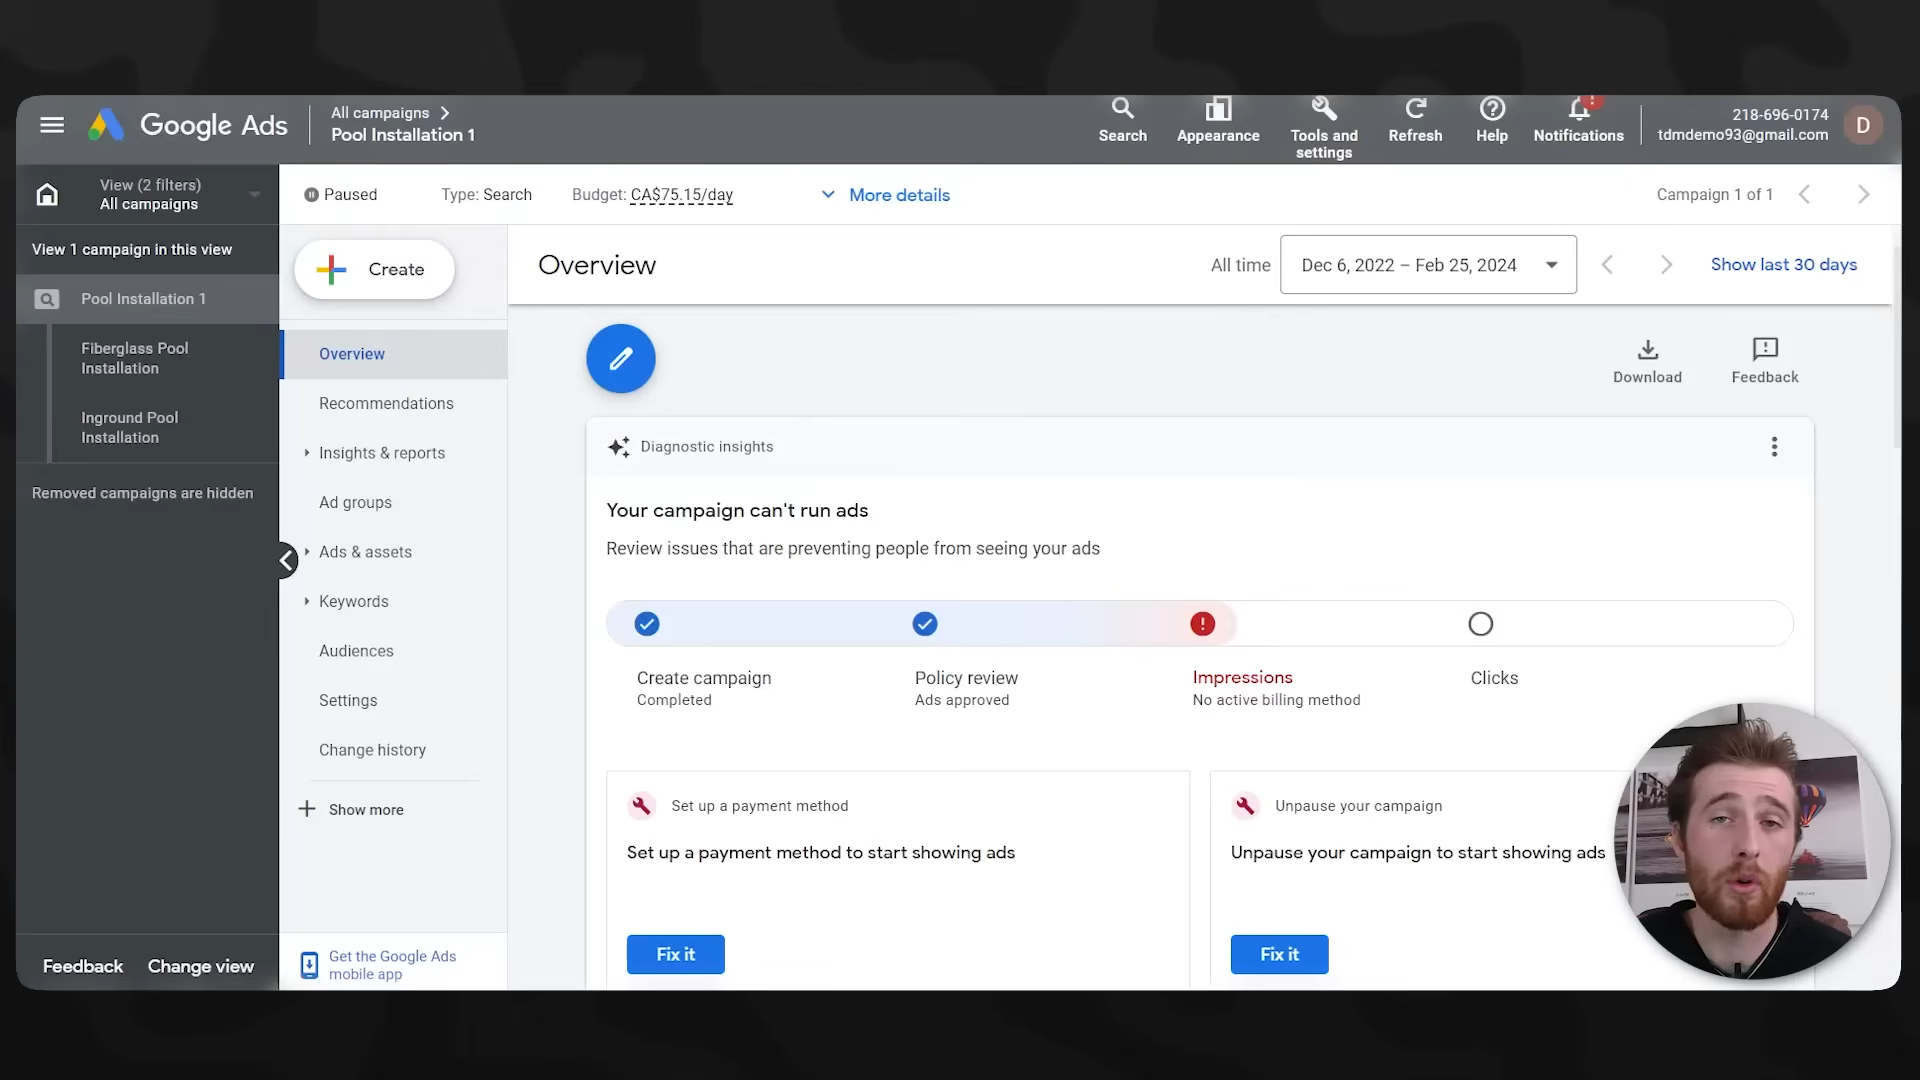 Google Ads
All campaigns
Pool Installation 1
Search
Appearance
Tools and
settings
Refresh
Help
Notifications
!
218-696-0174
tdmdemo93@gmail.com
D
View (2 filters)
All campaigns
Paused
Type: Search
Budget: CA$75.15/day
More details
Campaign 1 of 1
View 1 campaign in this view
Pool Installation 1
Fiberglass Pool
Installation
Inground Pool
Installation
Removed campaigns are hidden
Feedback
Change view
Create
Overview
Recommendations
Insights & reports
Ad groups
Ads & assets
Keywords
Audiences
Settings
Change history
Show more
Get the Google Ads
mobile app
Overview
All time
Dec 6, 2022 – Feb 25, 2024
Show last 30 days
Download
Feedback
Diagnostic insights
Your campaign can't run ads
Review issues that are preventing people from seeing your ads
Create campaign
Completed
Policy review
Ads approved
Impressions
No active billing method
Clicks
Set up a payment method
Set up a payment method to start showing ads
Fix it
Unpause your campaign
Unpause your campaign to start showing ads
Fix it